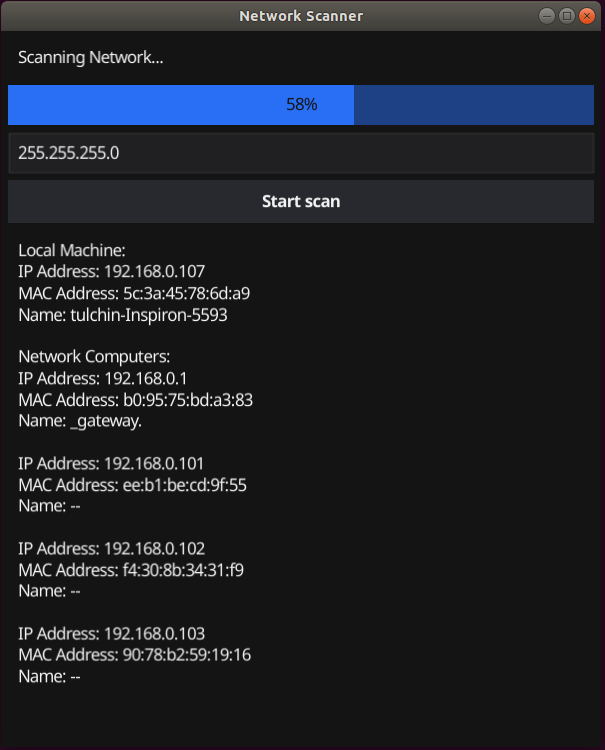 Network Scanner
Scanning Network...
58%
255.255.255.0
Start scan
Local Machine:
IP Address: 192.168.0.107
MAC Address: 5c:3a:45:78:6d:a9
Name: tulchin-Inspiron-5593
Network Computers:
IP Address: 192.168.0.1
MAC Address: b0:95:75:bd:a3:83
Name: _gateway.
IP Address: 192.168.0.101
MAC Address: ee:b1:be:cd:9f:55
Name: --
IP Address: 192.168.0.102
MAC Address: f4:30:8b:34:31:f9
Name: --
IP Address: 192.168.0.103
MAC Address: 90:78:b2:59:19:16
Name: --